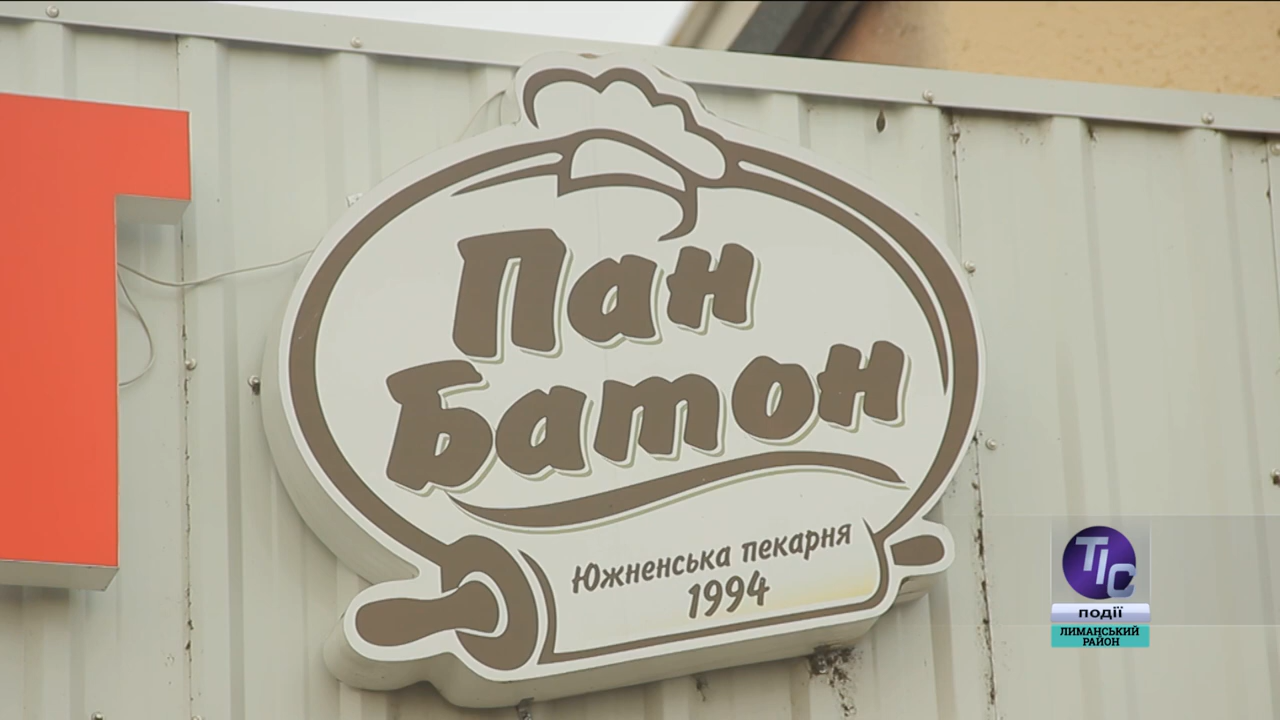 Пан
Батон
Южненська пекарня
1994
ТІС
події
ЛИМАНСЬКИЙ
РАЙОН